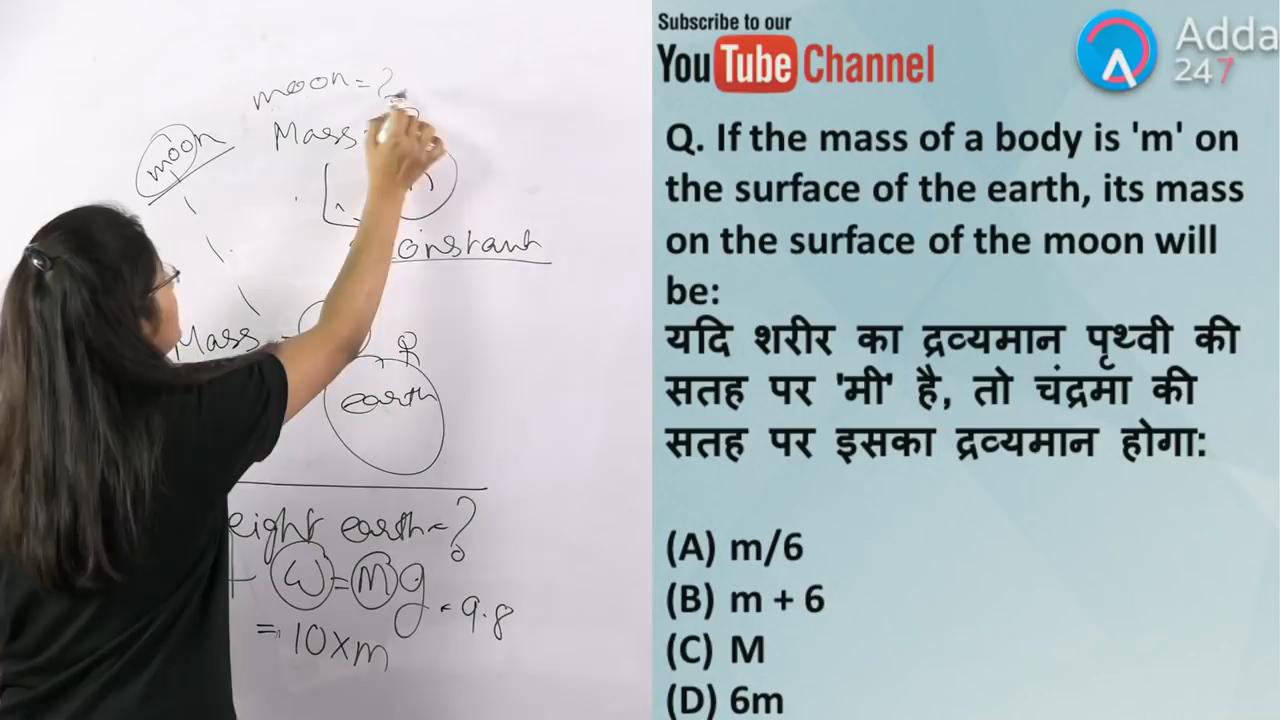 moon = ?
Mass
moon
constant
Mass =
earth
eight earth = ?
W = m g = 9.8
= 10 x m
Subscribe to our
YouTube Channel
Adda
247
Q. If the mass of a body is 'm' on
the surface of the earth, its mass
on the surface of the moon will
be:
यदि शरीर का द्रव्यमान पृथ्वी की
सतह पर 'मी' है, तो चंद्रमा की
सतह पर इसका द्रव्यमान होगा:
(A) m/6
(B) m + 6
(C) M
(D) 6m